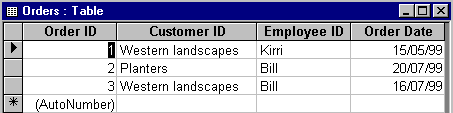 Orders : Table
Order ID Customer ID Employee ID Order Date
1 Western landscapes Kirri 15/05/99
2 Planters Bill 20/07/99
3 Western landscapes Bill 16/07/99
(AutoNumber)